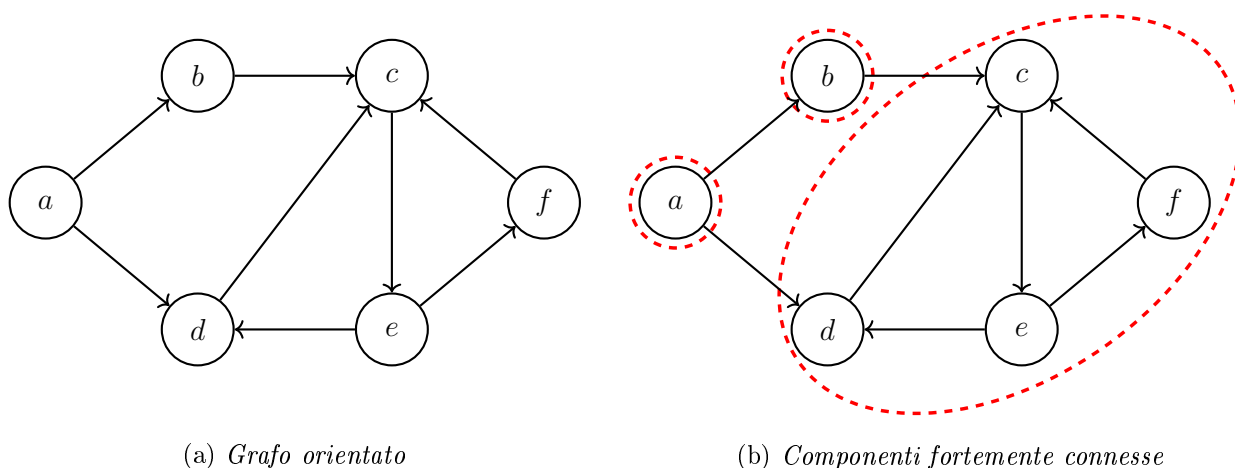 b
c
a
f
d
e
(a) Grafo orientato
b
c
a
f
d
e
(b) Componenti fortemente connesse